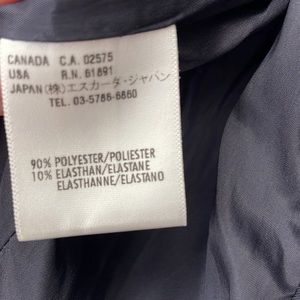 CANADA C.A. 02575
USA R.N. 61891
JAPAN (株)エスカーダ・ジャパン
TEL. 03-5786-6660
90% POLYESTER/POLIESTER
10% ELASTHAN/ELASTANE
ELASTHANNE/ELASTANO